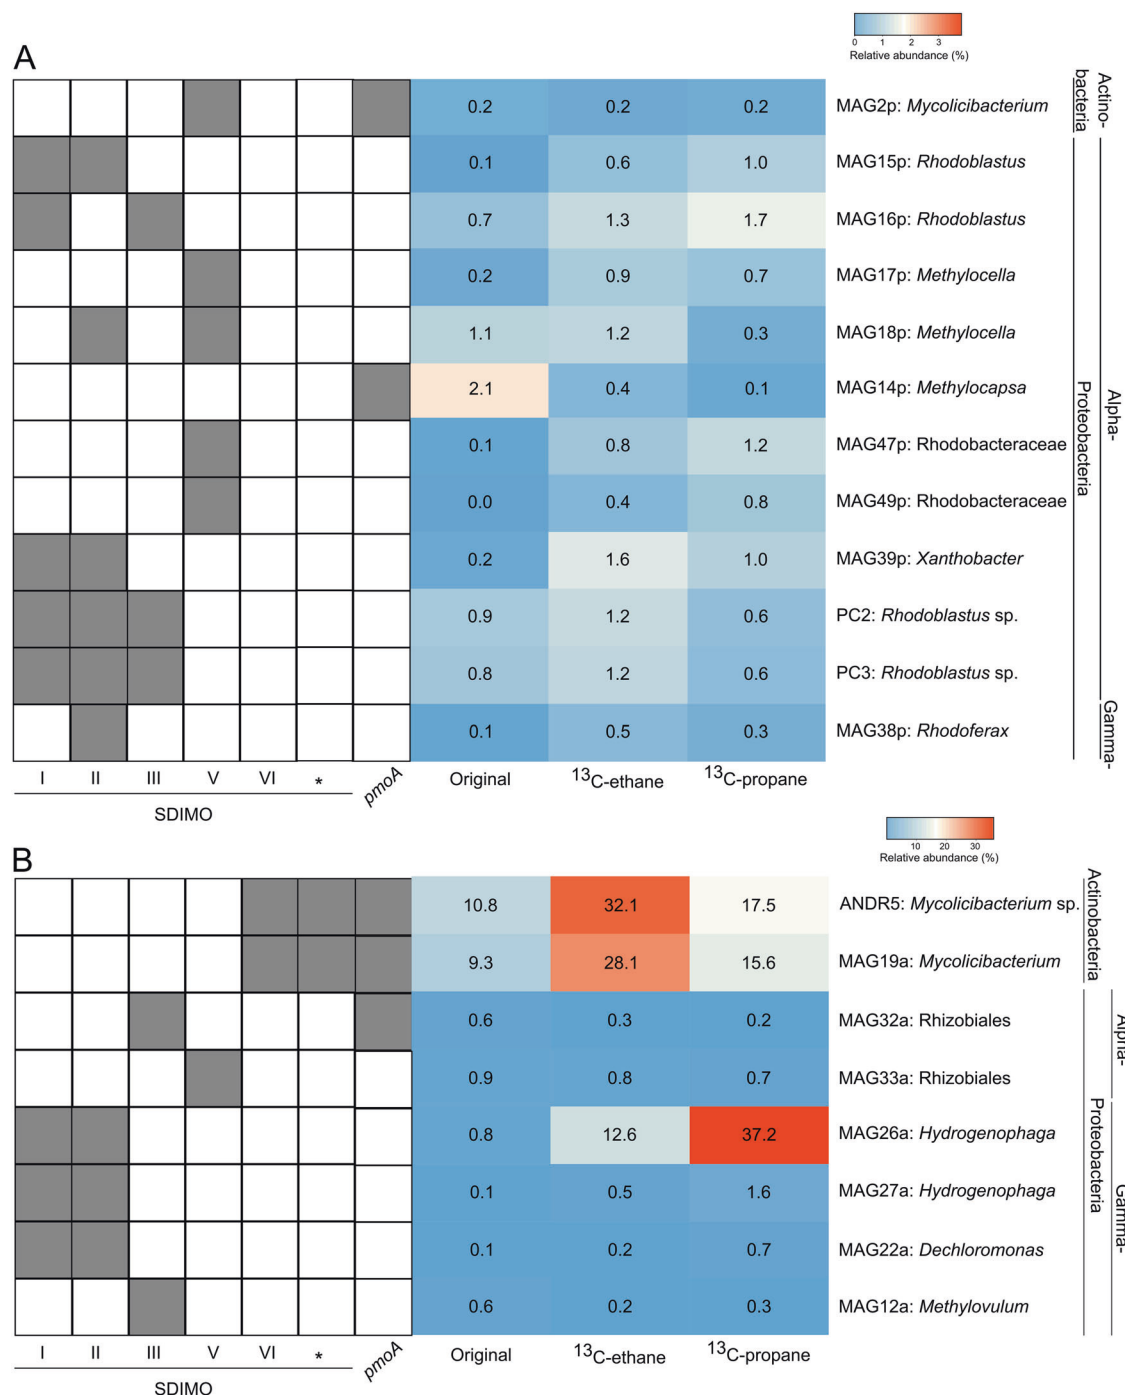 A
0 1 2 3
Relative abundance (%)
0.2 0.2 0.2 MAG2p: Mycolicibacterium
0.1 0.6 1.0 MAG15p: Rhodoblastus
0.7 1.3 1.7 MAG16p: Rhodoblastus
0.2 0.9 0.7 MAG17p: Methylocella
1.1 1.2 0.3 MAG18p: Methylocella
2.1 0.4 0.1 MAG14p: Methylocapsa
0.1 0.8 1.2 MAG47p: Rhodobacteraceae
0.0 0.4 0.8 MAG49p: Rhodobacteraceae
0.2 1.6 1.0 MAG39p: Xanthobacter
0.9 1.2 0.6 PC2: Rhodoblastus sp.
0.8 1.2 0.6 PC3: Rhodoblastus sp.
0.1 0.5 0.3 MAG38p: Rhodoferax
Actino-
bacteria
Proteobacteria
Alpha-
Gamma-
I II III V VI * pmoA Original 13C-ethane 13C-propane
SDIMO
B
10 20 30
Relative abundance (%)
10.8 32.1 17.5 ANDR5: Mycolicibacterium sp.
9.3 28.1 15.6 MAG19a: Mycolicibacterium
0.6 0.3 0.2 MAG32a: Rhizobiales
0.9 0.8 0.7 MAG33a: Rhizobiales
0.8 12.6 37.2 MAG26a: Hydrogenophaga
0.1 0.5 1.6 MAG27a: Hydrogenophaga
0.1 0.2 0.7 MAG22a: Dechloromonas
0.6 0.2 0.3 MAG12a: Methylovulum
Actinobacteria
Proteobacteria
Alpha-
Gamma-
I II III V VI * pmoA Original 13C-ethane 13C-propane
SDIMO